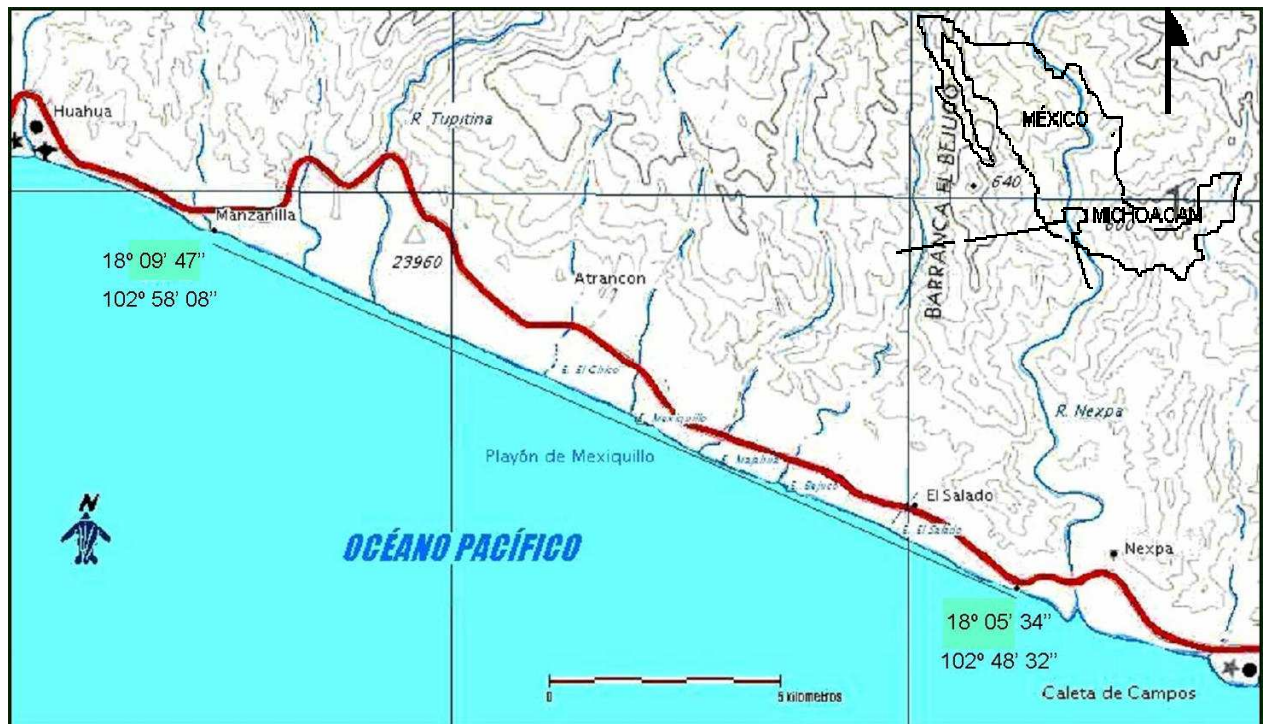 Huahua
R. Tupitina
BARRANCA EL BEJUCO
MÉXICO
640
MICHOACAM
600
Manzanilla
18º 09’ 47”
102º 58’ 08”
23960
Atrancon
E. El Chico
E. Mexiquillo
R. Nexpa
Playón de Mexiquillo
E. Bejuco
El Salado
E. El Salado
N
OCÉANO PACÍFICO
Nexpa
18º 05’ 34”
102º 48’ 32”
0
5 kilometros
Caleta de Campos